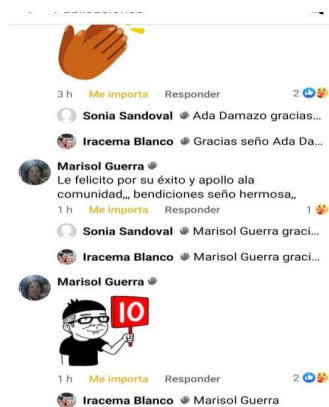 3 h Me importa Responder 2
Sonia Sandoval Ada Damazo gracias...
Iracema Blanco Gracias seño Ada Da...
Marisol Guerra
Le felicito por su éxito y apollo ala
comunidad,,, bendiciones seño hermosa,,
1 h Me importa Responder 1
Sonia Sandoval Marisol Guerra graci...
Iracema Blanco Marisol Guerra graci...
Marisol Guerra
10
1 h Me importa Responder 2
Iracema Blanco Marisol Guerra